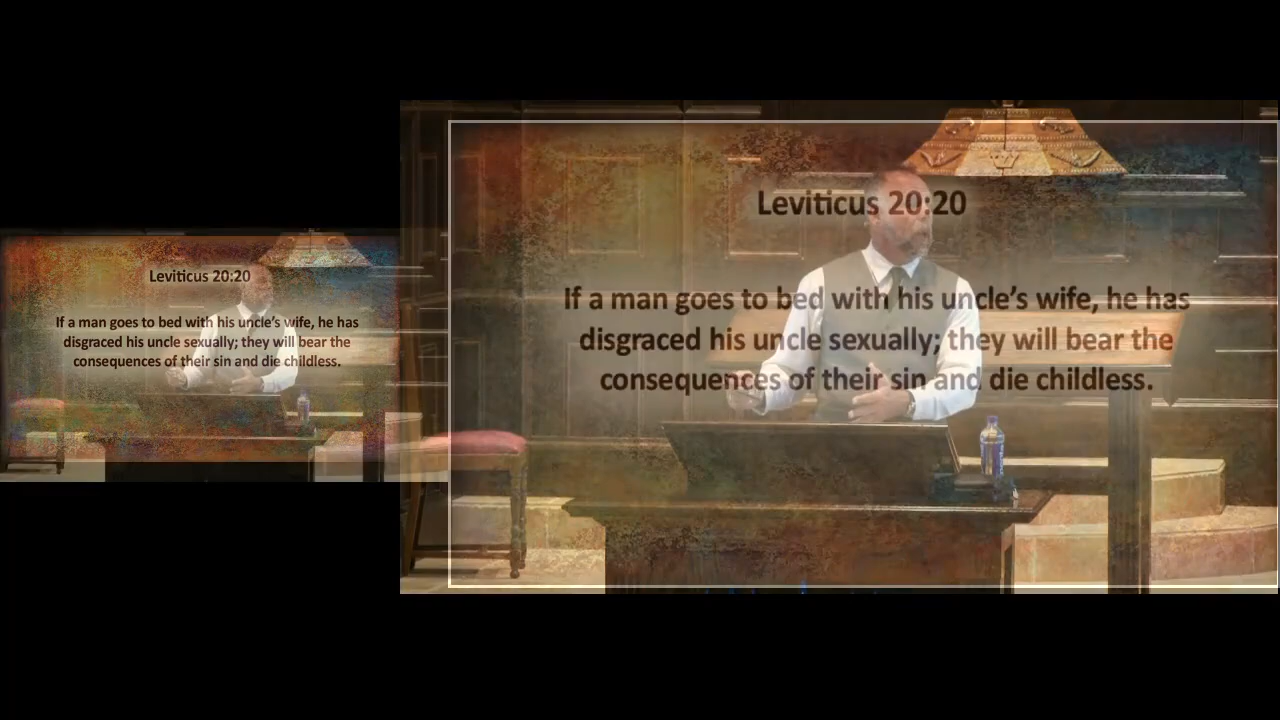 Leviticus 20:20
If a man goes to bed with his uncle’s wife, he has
disgraced his uncle sexually; they will bear the
consequences of their sin and die childless.
Leviticus 20:20
If a man goes to bed with his uncle’s wife, he has
disgraced his uncle sexually; they will bear the
consequences of their sin and die childless.